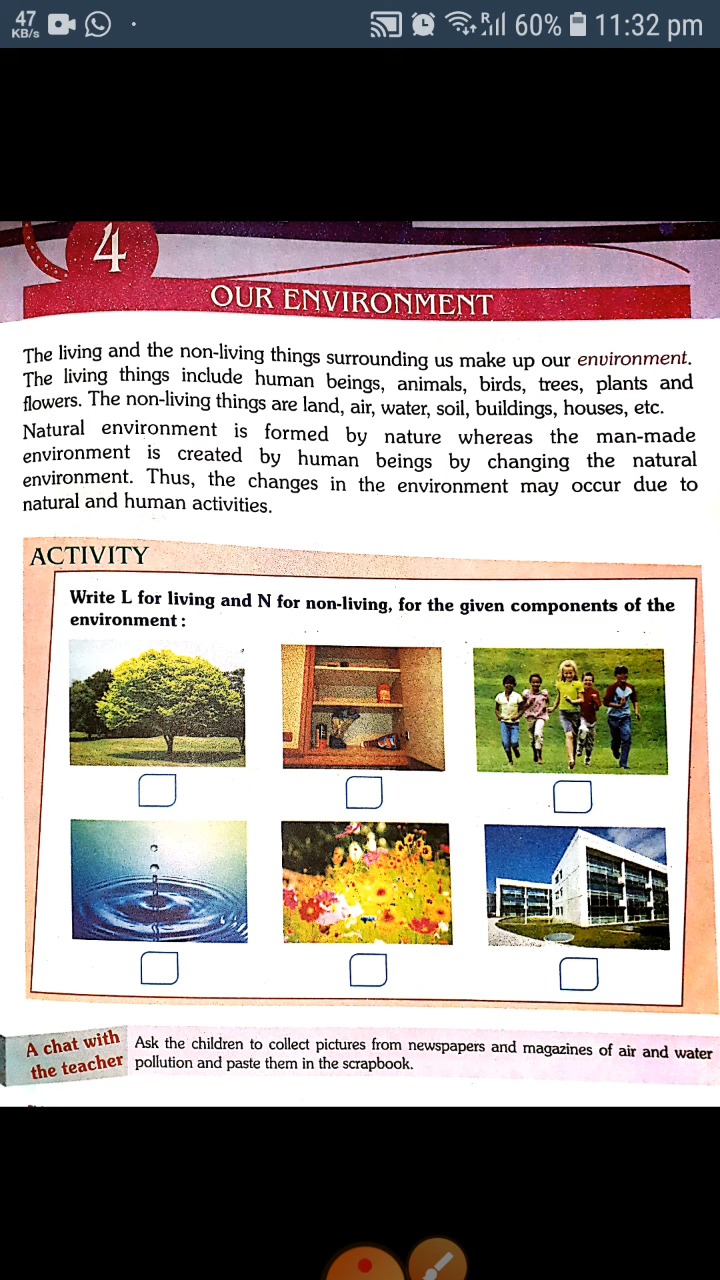 47
KB/s
60% 11:32 pm
4
OUR ENVIRONMENT
The living and the non-living things surrounding us make up our environment.
The living things include human beings, animals, birds, trees, plants and
flowers. The non-living things are land, air, water, soil, buildings, houses, etc.
Natural environment is formed by nature whereas the man-made
environment is created by human beings by changing the natural
environment. Thus, the changes in the environment may occur due to
natural and human activities.
ACTIVITY
Write L for living and N for non-living, for the given components of the
environment :
A chat with
the teacher
Ask the children to collect pictures from newspapers and magazines of air and water
pollution and paste them in the scrapbook.